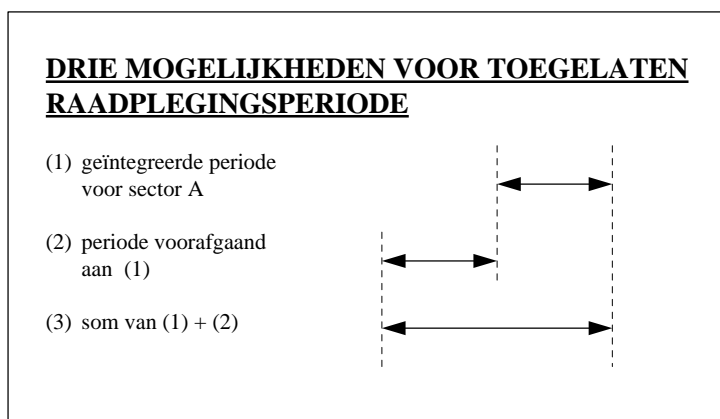 DRIE MOGELIJKHEDEN VOOR TOEGELATEN
RAADPLEGINGSPERIODE
(1) geïntegreerde periode
voor sector A
(2) periode voorafgaand
aan (1)
(3) som van (1) + (2)